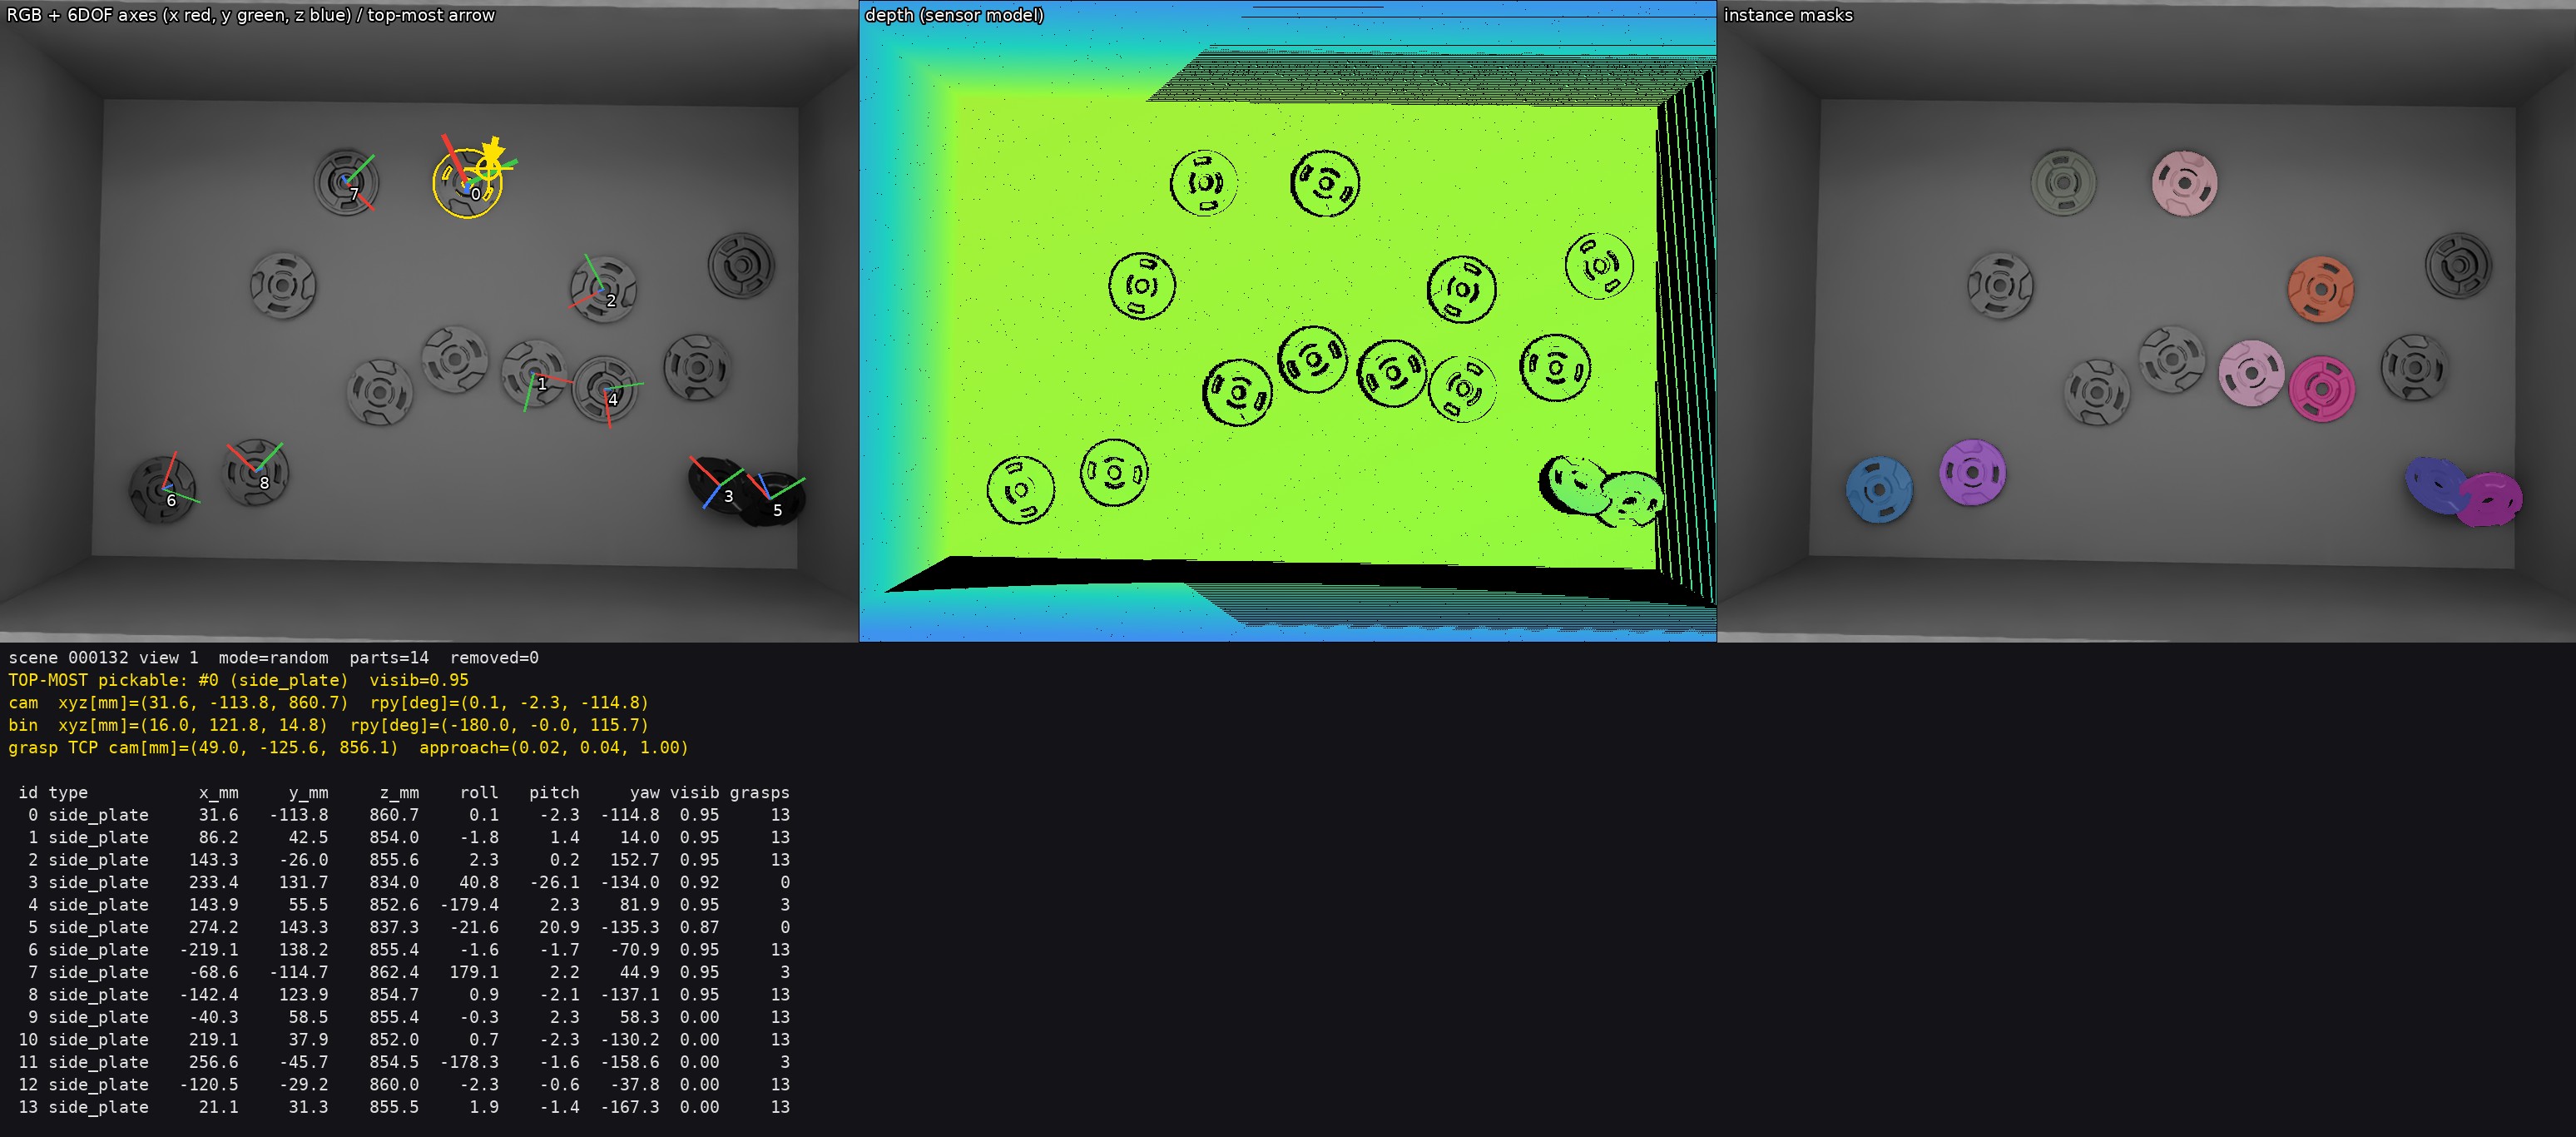 RGB + 6DOF axes (x red, y green, z blue) / top-most arrow
depth (sensor model)
instance masks
7
0
2
1
4
8
6
3
5
scene 000132 view 1  mode=random  parts=14  removed=0
TOP-MOST pickable: #0 (side_plate)  visib=0.95
cam  xyz[mm]=(31.6, -113.8, 860.7)  rpy[deg]=(0.1, -2.3, -114.8)
bin  xyz[mm]=(16.0, 121.8, 14.8)  rpy[deg]=(-180.0, -0.0, 115.7)
grasp TCP cam[mm]=(49.0, -125.6, 856.1)  approach=(0.02, 0.04, 1.00)
id type x_mm y_mm z_mm roll pitch yaw visib grasps
0 side_plate 31.6 -113.8 860.7 0.1 -2.3 -114.8 0.95 13
1 side_plate 86.2 42.5 854.0 -1.8 1.4 14.0 0.95 13
2 side_plate 143.3 -26.0 855.6 2.3 0.2 152.7 0.95 13
3 side_plate 233.4 131.7 834.0 40.8 -26.1 -134.0 0.92 0
4 side_plate 143.9 55.5 852.6 -179.4 2.3 81.9 0.95 3
5 side_plate 274.2 143.3 837.3 -21.6 20.9 -135.3 0.87 0
6 side_plate -219.1 138.2 855.4 -1.6 -1.7 -70.9 0.95 13
7 side_plate -68.6 -114.7 862.4 179.1 2.2 44.9 0.95 3
8 side_plate -142.4 123.9 854.7 0.9 -2.1 -137.1 0.95 13
9 side_plate -40.3 58.5 855.4 -0.3 2.3 58.3 0.00 13
10 side_plate 219.1 37.9 852.0 0.7 -2.3 -130.2 0.00 13
11 side_plate 256.6 -45.7 854.5 -178.3 -1.6 -158.6 0.00 3
12 side_plate -120.5 -29.2 860.0 -2.3 -0.6 -37.8 0.00 13
13 side_plate 21.1 31.3 855.5 1.9 -1.4 -167.3 0.00 13